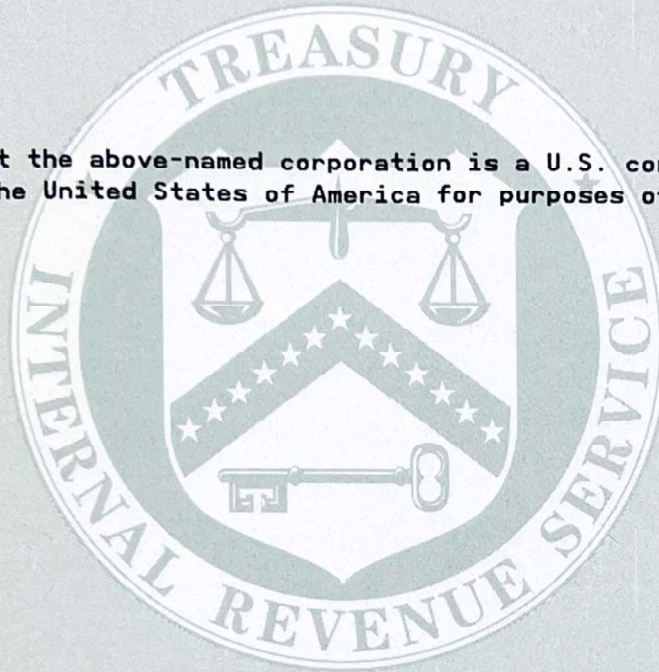 TREASURY
t the above-named corporation is a U.S. co
he United States of America for purposes o
INTERNAL REVENUE SERVICE